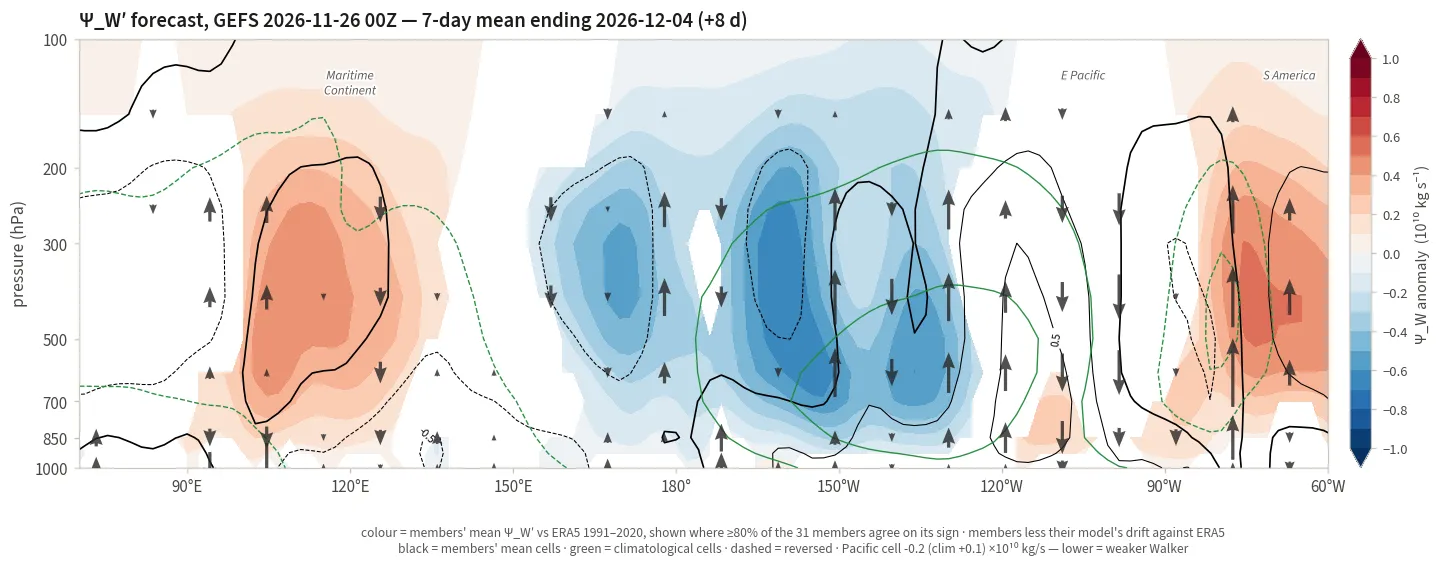 Ψ_W′ forecast, GEFS 2026-11-26 00Z — 7-day mean ending 2026-12-04 (+8 d)
100
200
300
400
500
700
850
1000
pressure (hPa)
Maritime
Continent
E Pacific
S America
-0.5
0.5
90°E
120°E
150°E
180°
150°W
120°W
90°W
60°W
1.0
0.8
0.6
0.4
0.2
0.0
−0.2
−0.4
−0.6
−0.8
−1.0
Ψ_W anomaly (10¹⁰ kg s⁻¹)
colour = members' mean Ψ_W′ vs ERA5 1991–2020, shown where ≥80% of the 31 members agree on its sign · members less their model's drift against ERA5
black = members' mean cells · green = climatological cells · dashed = reversed · Pacific cell -0.2 (clim +0.1) ×10¹⁰ kg/s — lower = weaker Walker